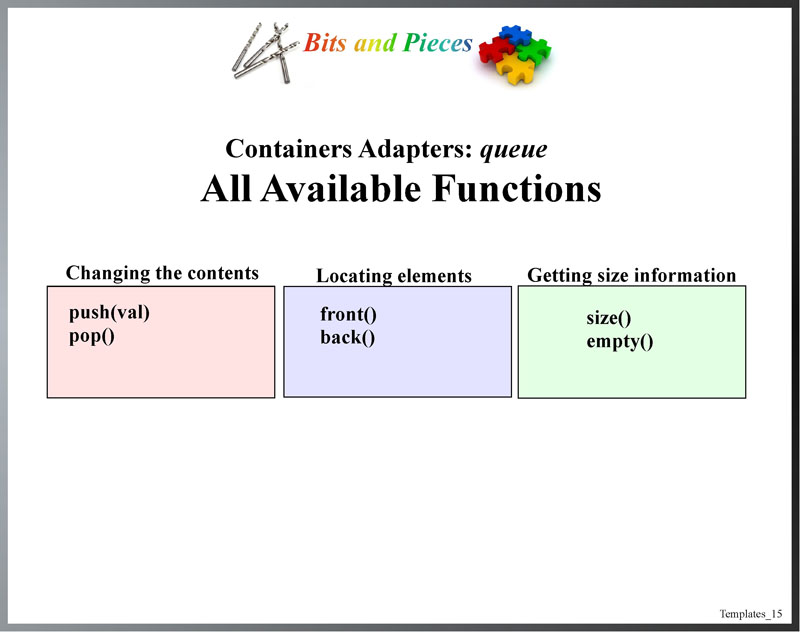 Bits and Pieces
Containers Adapters: queue
All Available Functions
Changing the contents
push(val)
pop()
Locating elements
front()
back()
Getting size information
size()
empty()
Templates_15